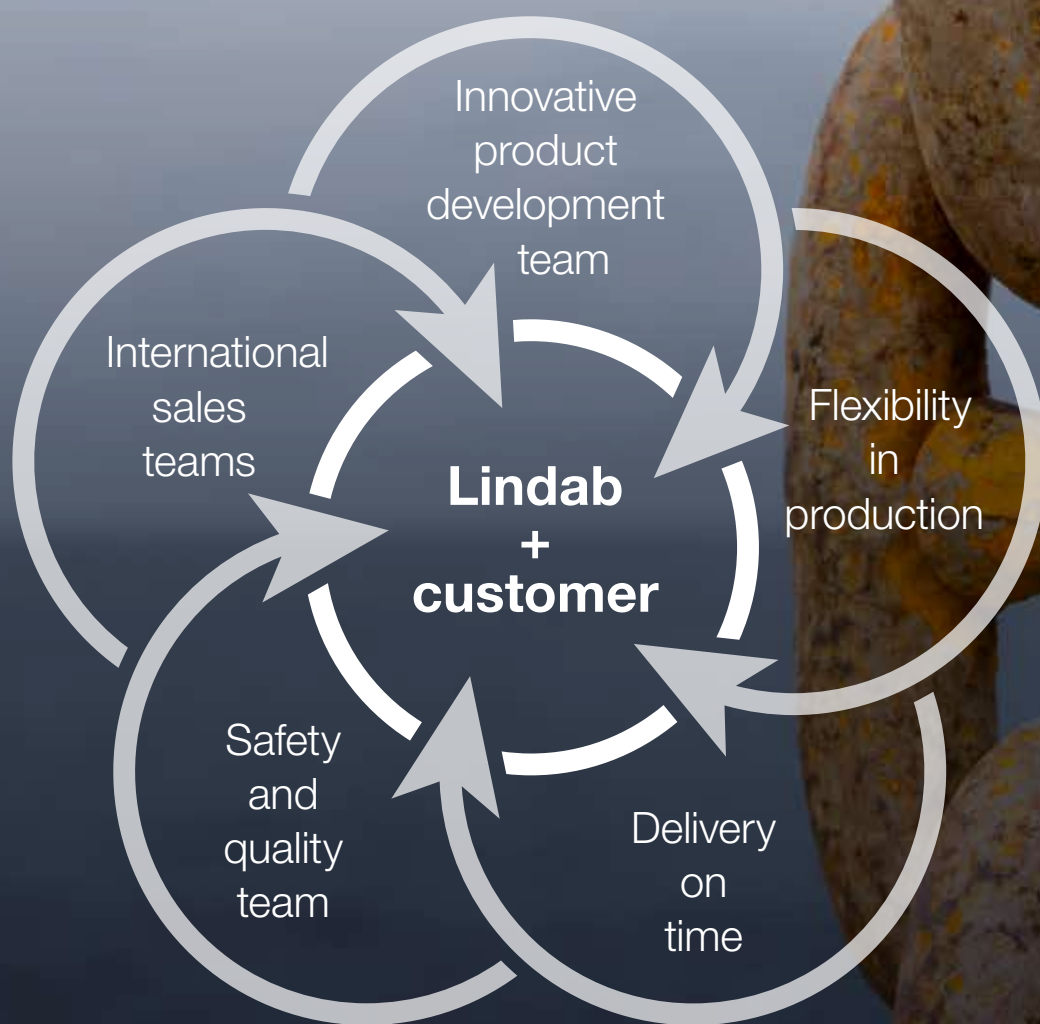 Innovative
product
development
team
International
sales
teams
Flexibility
in
production
Lindab
+
customer
Safety
and
quality
team
Delivery
on
time